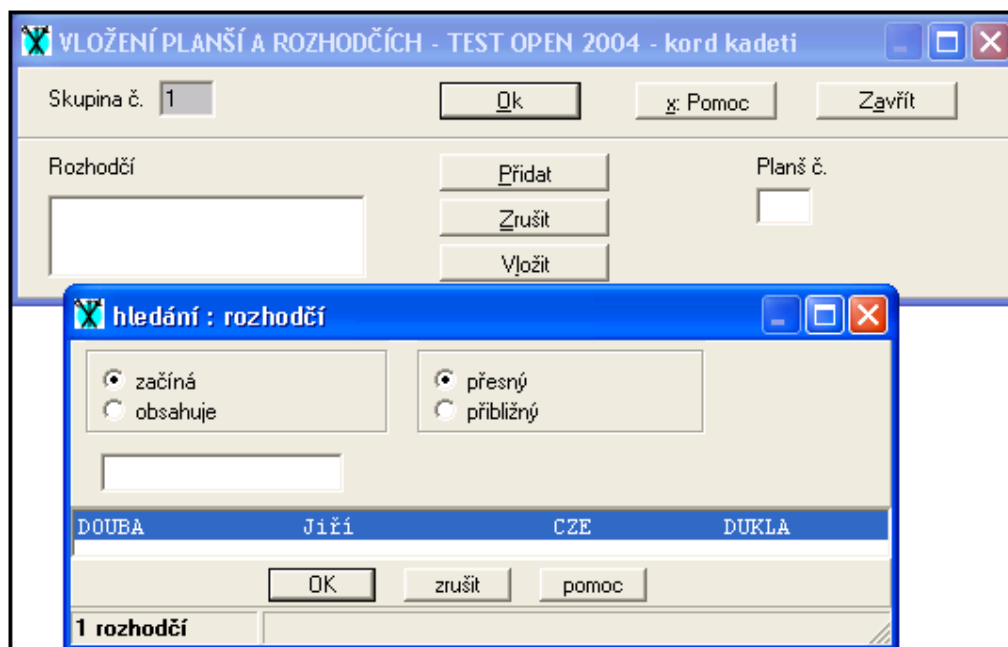 VLOŽENÍ PLANŠÍ A ROZHODČÍCH - TEST OPEN 2004 - kord kadeti
Skupina č. 1 Ok x: Pomoc Zavřít
Rozhodčí Přidat Planš č.
Zrušit
Vložit
hledání : rozhodčí
začíná přesný
obsahuje přibližný
DOUBA Jiří CZE DUKLA
OK zrušit pomoc
1 rozhodčí